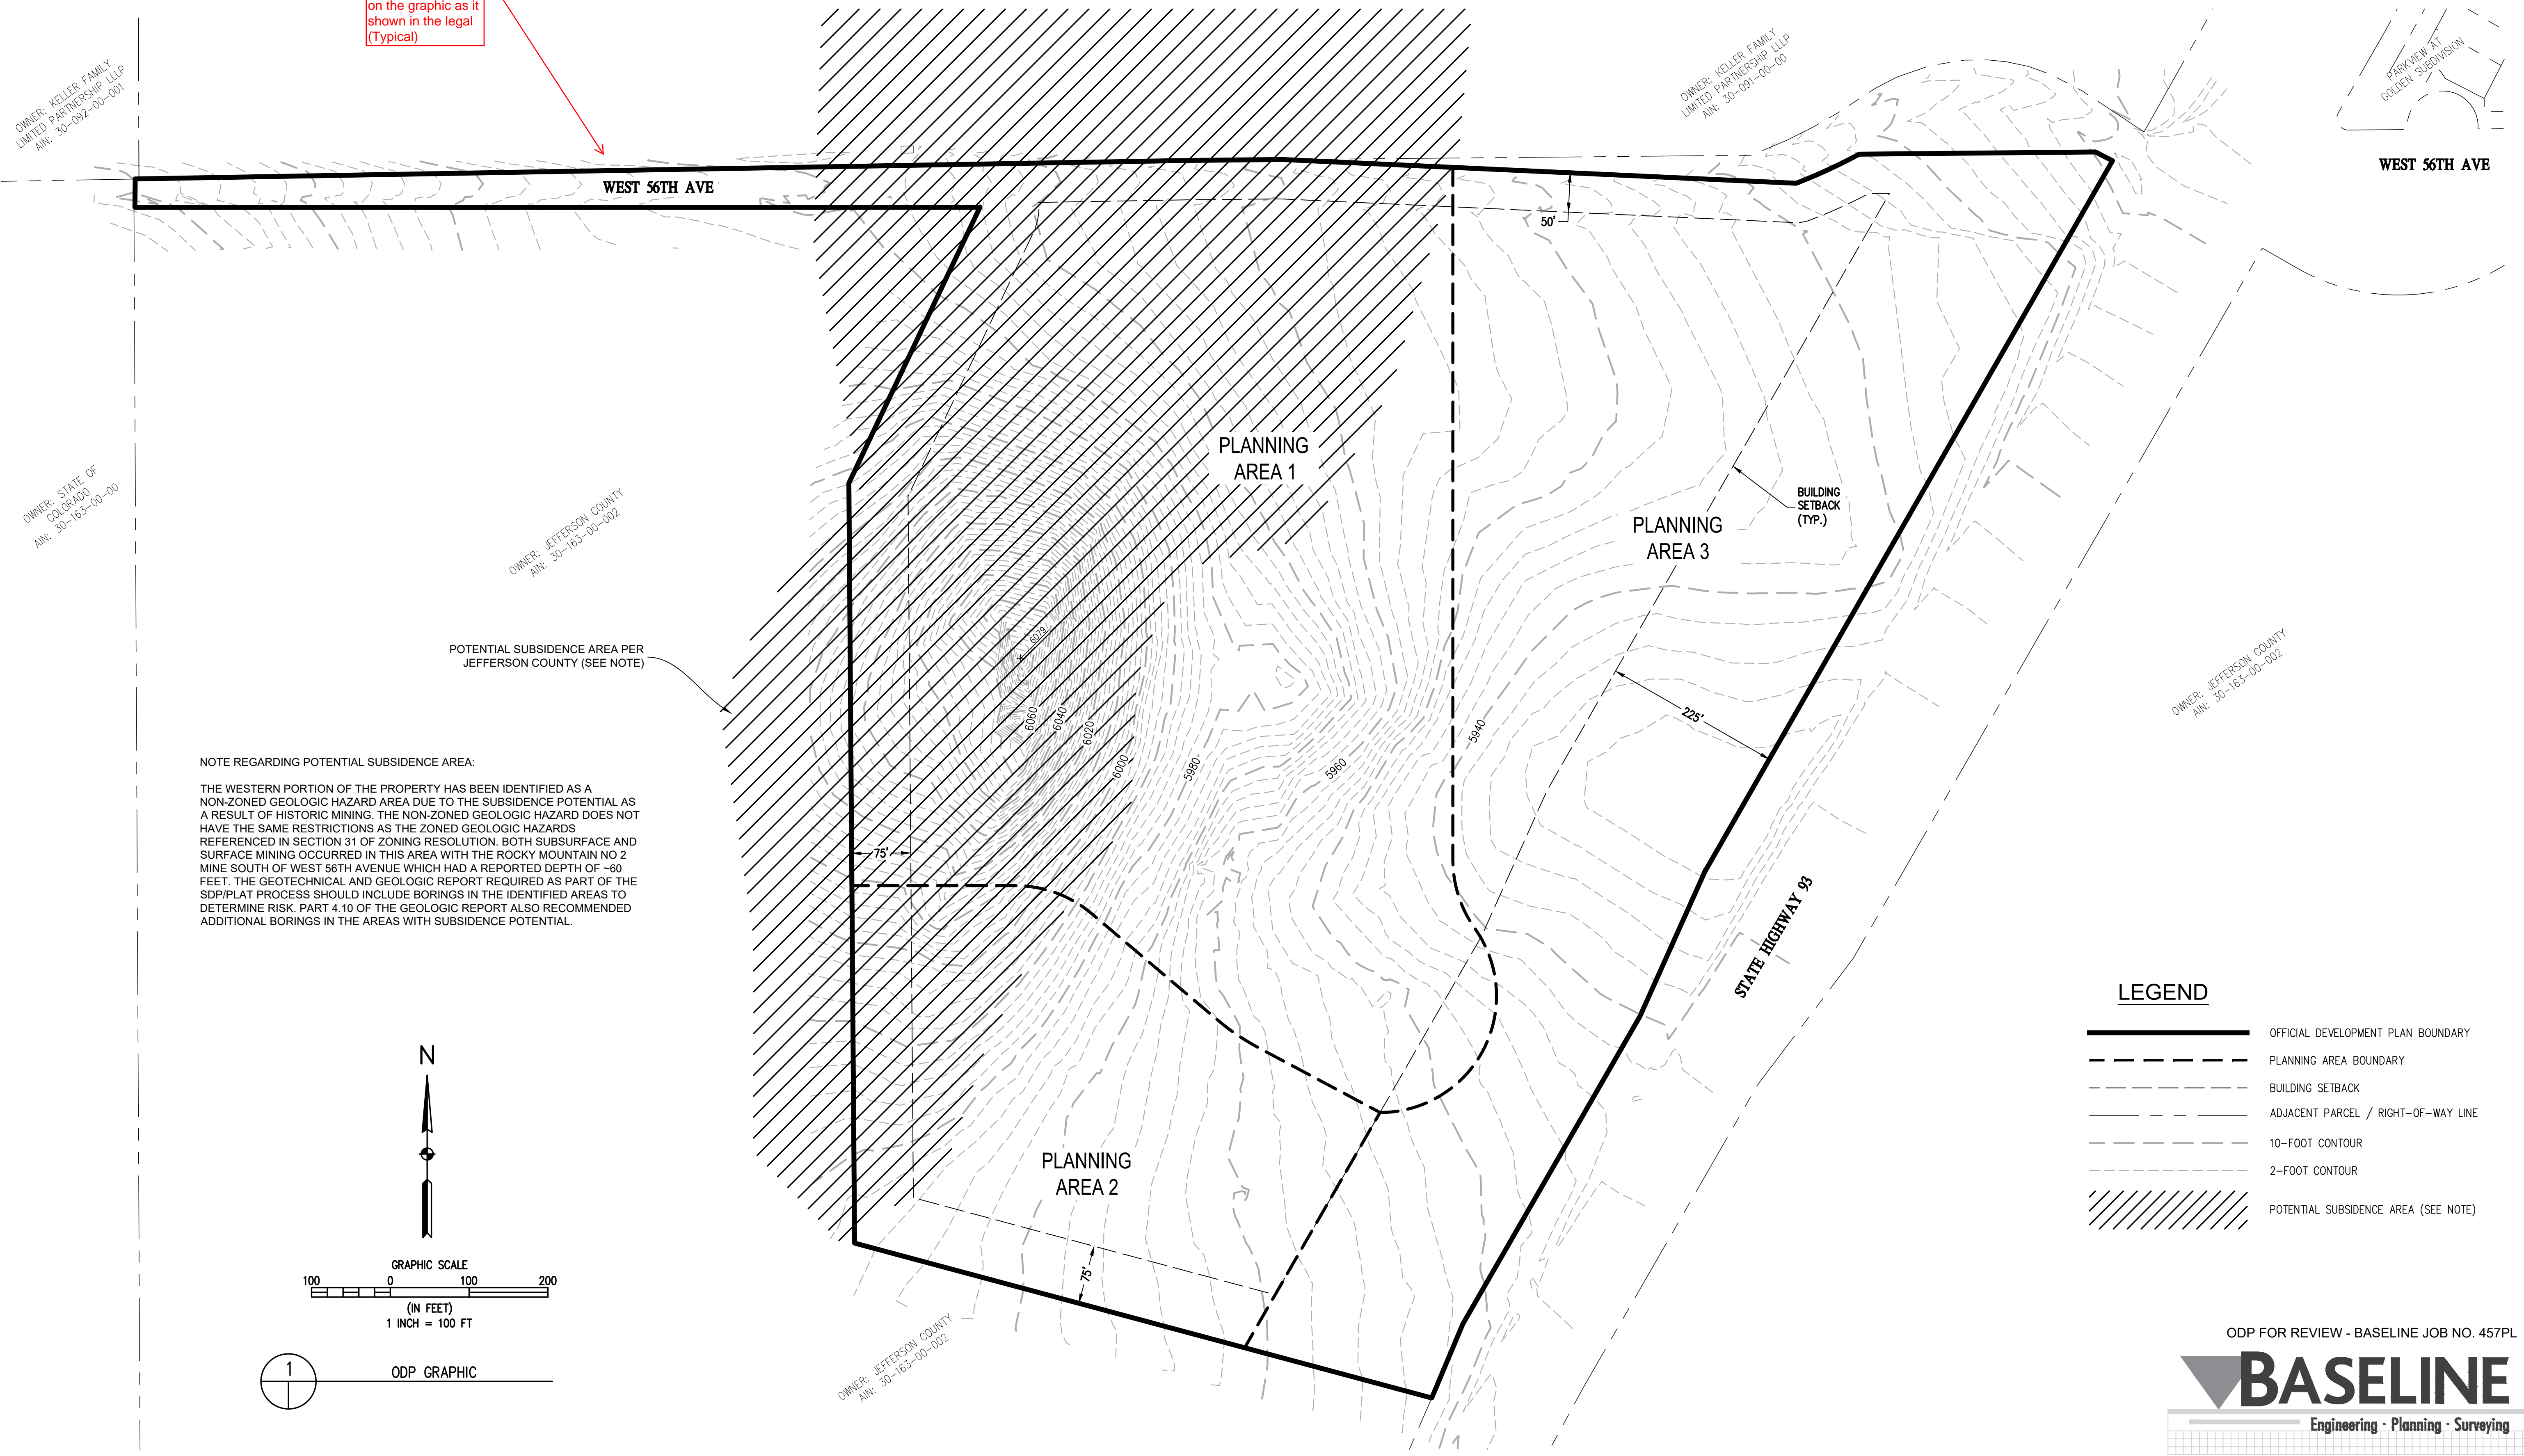 on the graphic as it
shown in the legal
(Typical)
OWNER: KELLER FAMILY
LIMITED PARTNERSHIP LLLP
AIN: 30-092-00-001
OWNER: KELLER FAMILY
LIMITED PARTNERSHIP LLLP
AIN: 30-091-00-00
PARKVIEW AT
GOLDEN SUBDIVISION
WEST 56TH AVE
WEST 56TH AVE
50'
OWNER: STATE OF
COLORADO
AIN: 30-163-00-00
OWNER: JEFFERSON COUNTY
AIN: 30-163-00-002
PLANNING
AREA 1
PLANNING
AREA 3
BUILDING
SETBACK
(TYP.)
POTENTIAL SUBSIDENCE AREA PER
JEFFERSON COUNTY (SEE NOTE)
6079
6060
6040
6020
6000
5980
5960
5940
225'
OWNER: JEFFERSON COUNTY
AIN: 30-163-00-002
NOTE REGARDING POTENTIAL SUBSIDENCE AREA:
THE WESTERN PORTION OF THE PROPERTY HAS BEEN IDENTIFIED AS A
NON-ZONED GEOLOGIC HAZARD AREA DUE TO THE SUBSIDENCE POTENTIAL AS
A RESULT OF HISTORIC MINING. THE NON-ZONED GEOLOGIC HAZARD DOES NOT
HAVE THE SAME RESTRICTIONS AS THE ZONED GEOLOGIC HAZARDS
REFERENCED IN SECTION 31 OF ZONING RESOLUTION. BOTH SUBSURFACE AND
SURFACE MINING OCCURRED IN THIS AREA WITH THE ROCKY MOUNTAIN NO 2
MINE SOUTH OF WEST 56TH AVENUE WHICH HAD A REPORTED DEPTH OF ~60
FEET. THE GEOTECHNICAL AND GEOLOGIC REPORT REQUIRED AS PART OF THE
SDP/PLAT PROCESS SHOULD INCLUDE BORINGS IN THE IDENTIFIED AREAS TO
DETERMINE RISK. PART 4.10 OF THE GEOLOGIC REPORT ALSO RECOMMENDED
ADDITIONAL BORINGS IN THE AREAS WITH SUBSIDENCE POTENTIAL.
75'
STATE HIGHWAY 93
PLANNING
AREA 2
75'
OWNER: JEFFERSON COUNTY
AIN: 30-163-00-002
N
GRAPHIC SCALE
100 0 100 200
(IN FEET)
1 INCH = 100 FT
1
ODP GRAPHIC
LEGEND
OFFICIAL DEVELOPMENT PLAN BOUNDARY
PLANNING AREA BOUNDARY
BUILDING SETBACK
ADJACENT PARCEL / RIGHT-OF-WAY LINE
10-FOOT CONTOUR
2-FOOT CONTOUR
POTENTIAL SUBSIDENCE AREA (SEE NOTE)
ODP FOR REVIEW - BASELINE JOB NO. 457PL
BASELINE
Engineering · Planning · Surveying